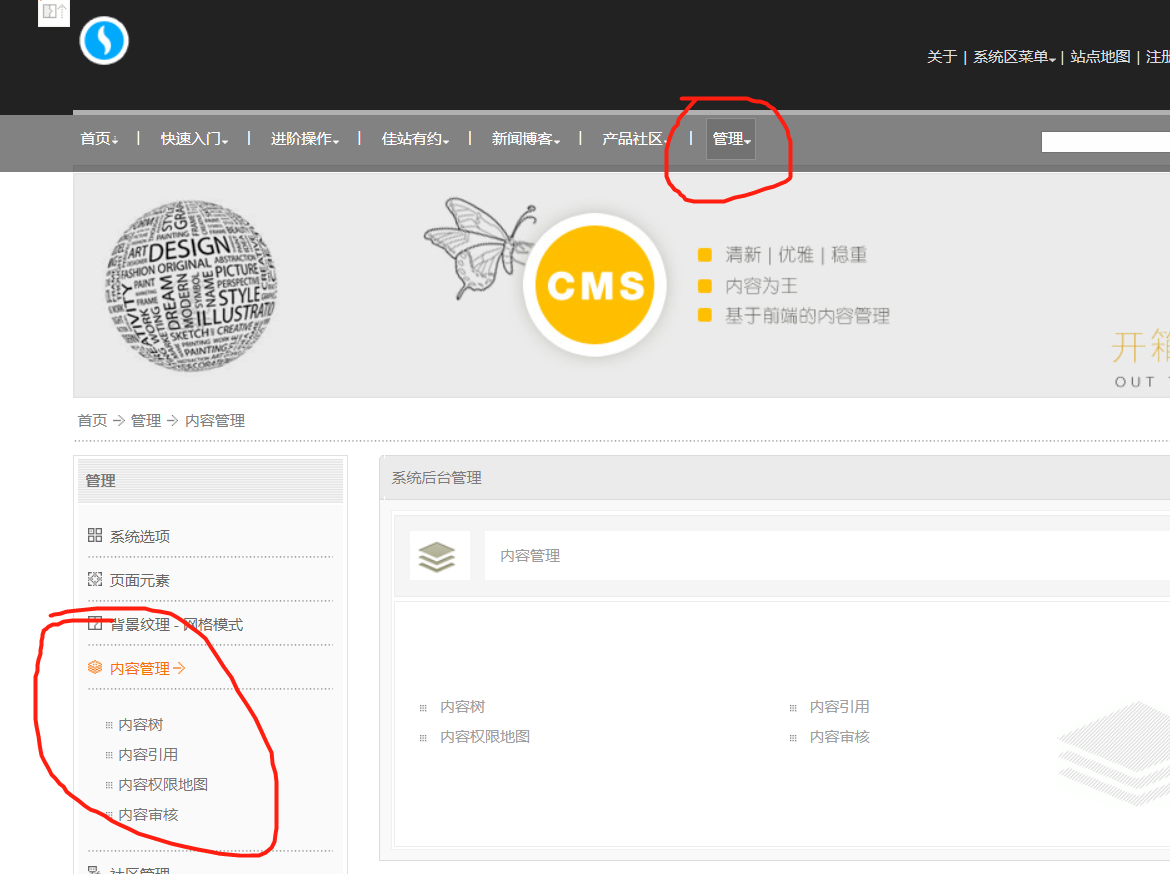 关于 | 系统区菜单 | 站点地图 | 注册
首页 | 快速入门 | 进阶操作 | 佳站有约 | 新闻博客 | 产品社区 | 管理
ART DESIGN
FASHION ORIGINAL
PICTURE
PAINT
PERSPECTIVE
STYLE
MODERN
DREAM
NAME
SYMBOL
ILLUSTRATO
SKETCH CREATIVE
PAINTING
CMS
清新 | 优雅 | 稳重
内容为王
基于前端的内容管理
开箱
OUT
首页 -> 管理 -> 内容管理
管理
系统选项
页面元素
背景纹理 - 网格模式
内容管理
内容树
内容引用
内容权限地图
内容审核
社区管理
系统后台管理
内容管理
内容树
内容引用
内容权限地图
内容审核